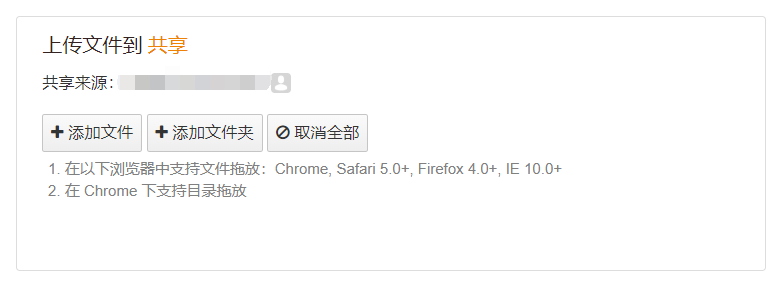 上传文件到 共享
共享来源：
添加文件 添加文件夹 取消全部
1. 在以下浏览器中支持文件拖放：Chrome, Safari 5.0+, Firefox 4.0+, IE 10.0+
2. 在 Chrome 下支持目录拖放